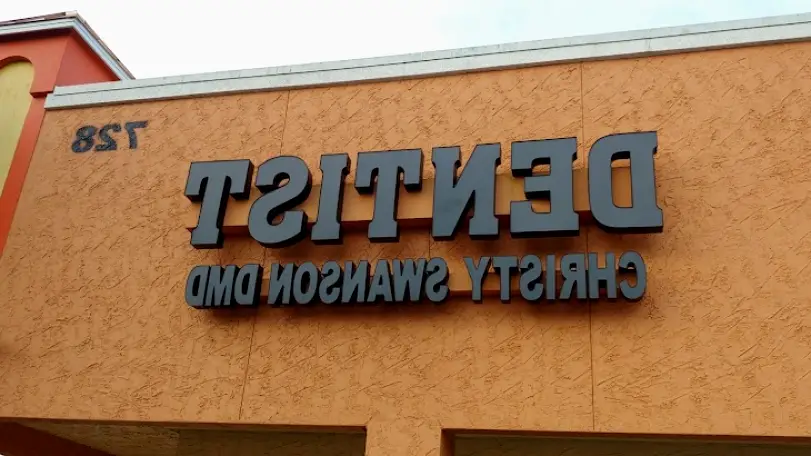 728
DENTIST
CHRISTY SWANSON DMD